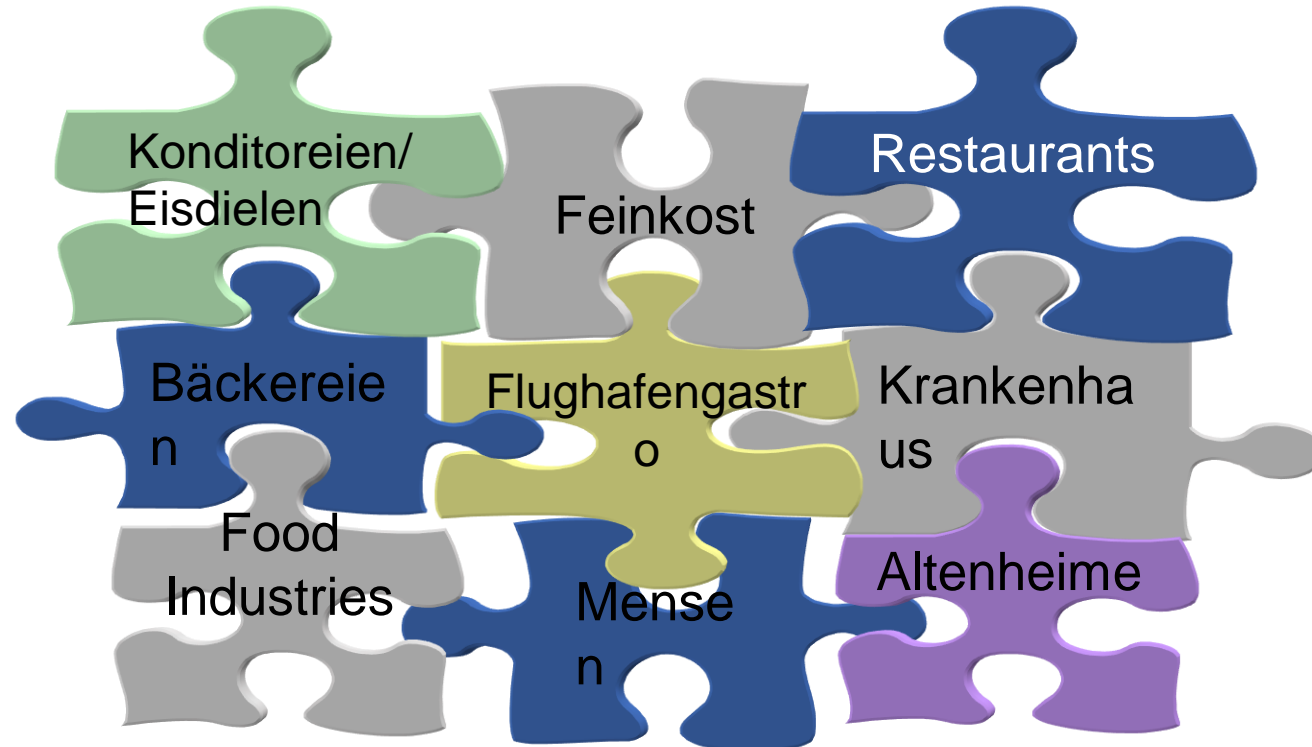 Konditoreien/
Eisdielen
Feinkost
Restaurants
Bäckereie
n
Flughafengastr
o
Krankenha
us
Food
Industries
Mense
n
Altenheime